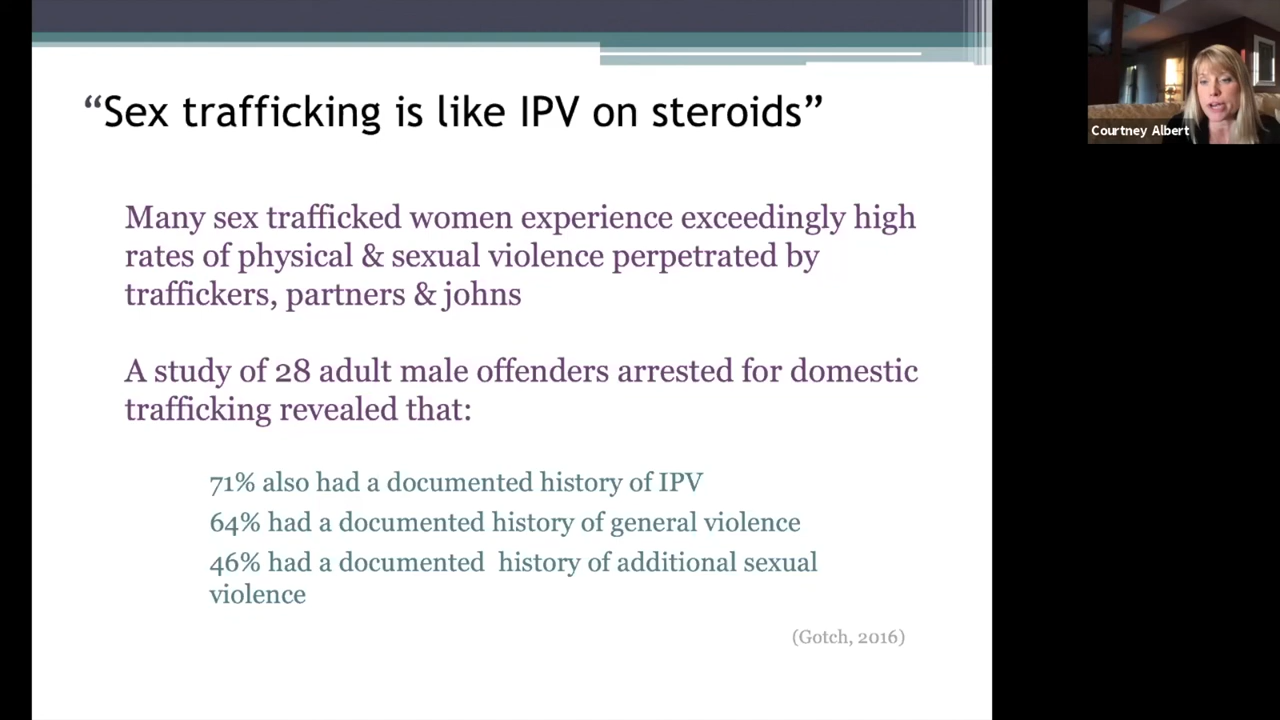 “Sex trafficking is like IPV on steroids”
Courtney Albert
Many sex trafficked women experience exceedingly high
rates of physical & sexual violence perpetrated by
traffickers, partners & johns
A study of 28 adult male offenders arrested for domestic
trafficking revealed that:
71% also had a documented history of IPV
64% had a documented history of general violence
46% had a documented  history of additional sexual
violence
(Gotch, 2016)